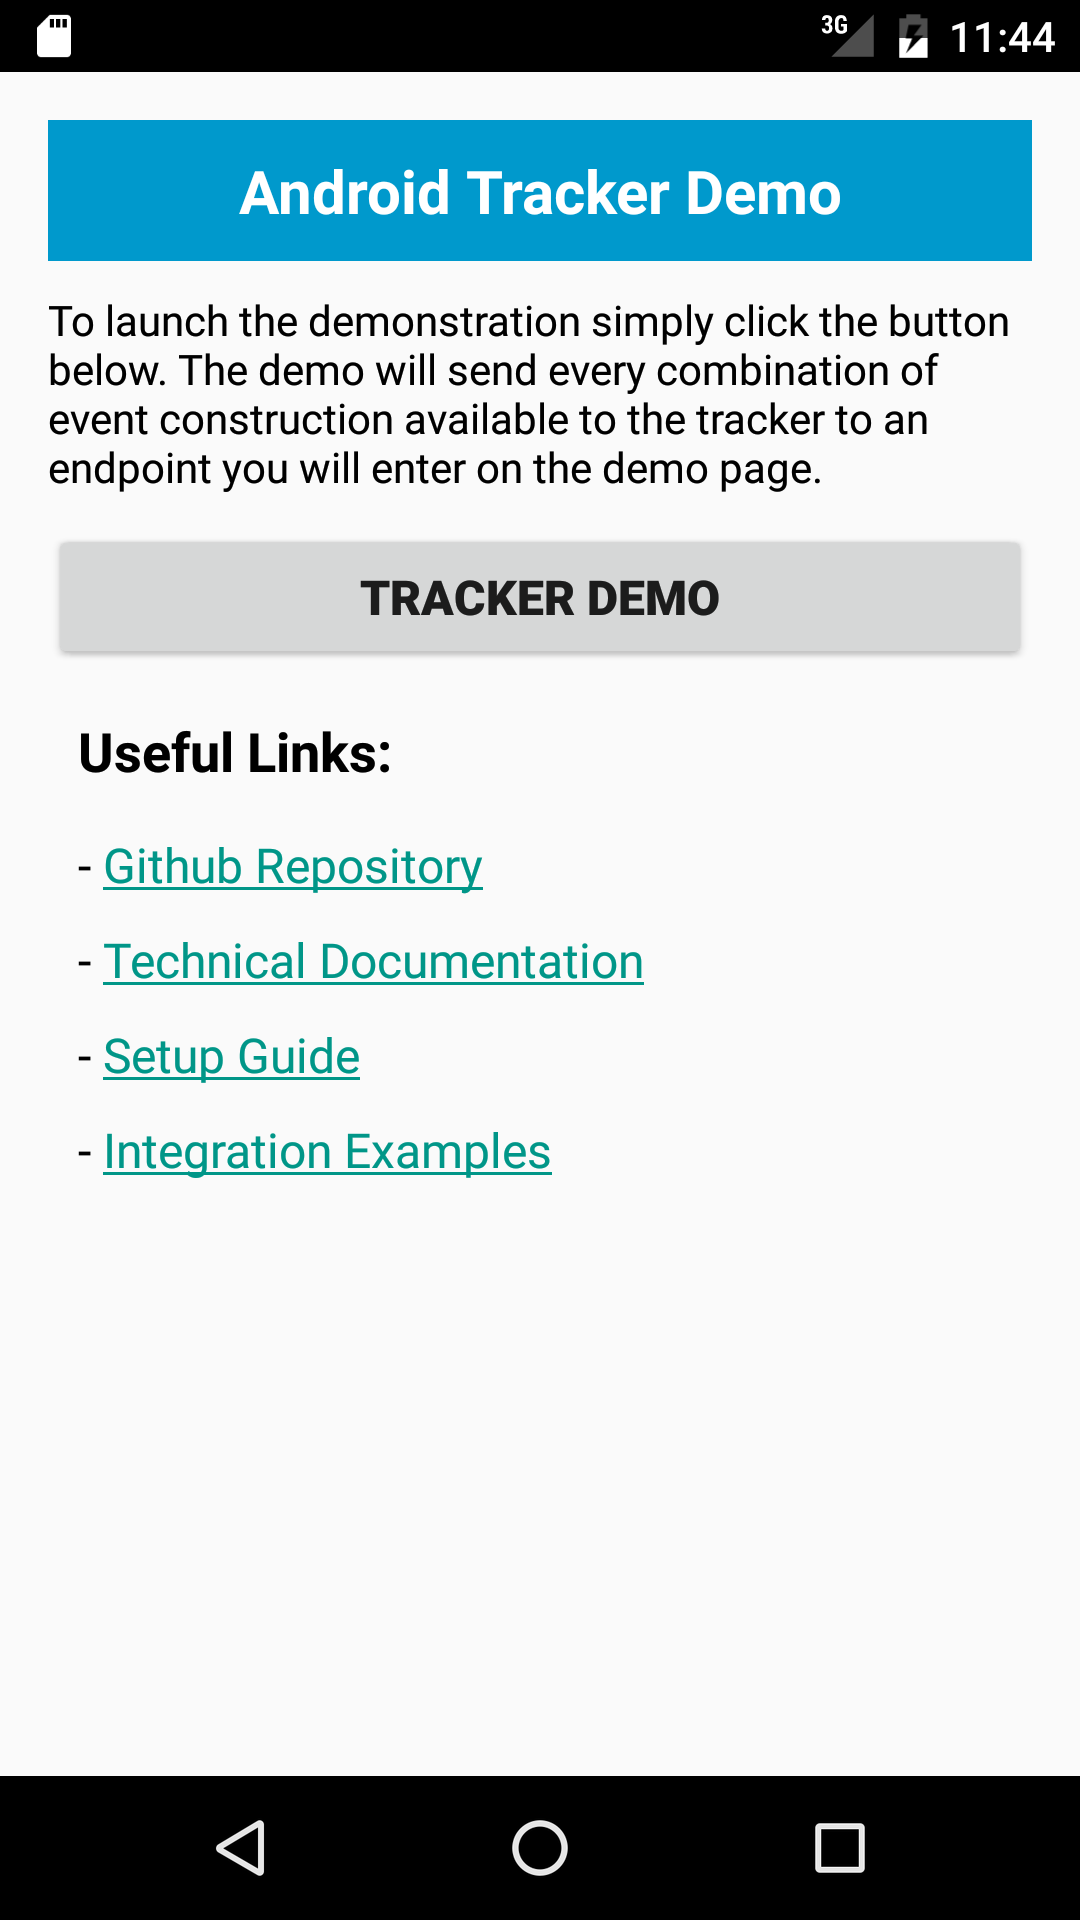 3G 11:44
Android Tracker Demo
To launch the demonstration simply click the button
below. The demo will send every combination of
event construction available to the tracker to an
endpoint you will enter on the demo page.
TRACKER DEMO
Useful Links:
- Github Repository
- Technical Documentation
- Setup Guide
- Integration Examples